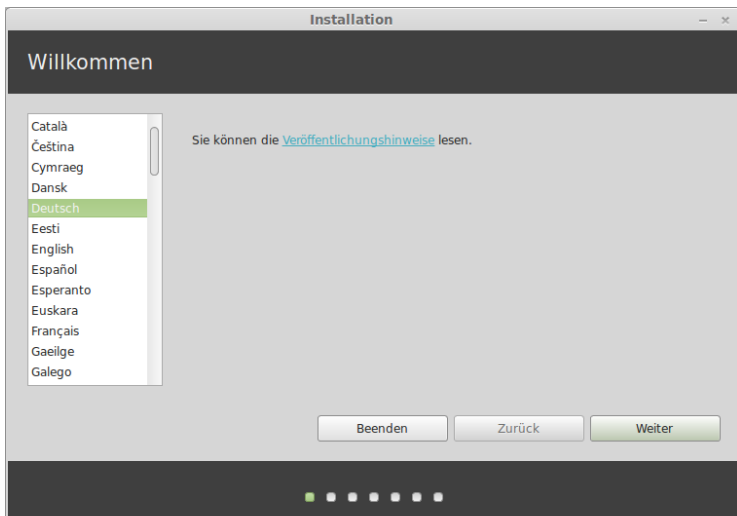 Installation
Willkommen
Català
Čeština
Cymraeg
Dansk
Deutsch
Eesti
English
Español
Esperanto
Euskara
Français
Gaeilge
Galego
Sie können die Veröffentlichungshinweise lesen.
Beenden
Zurück
Weiter